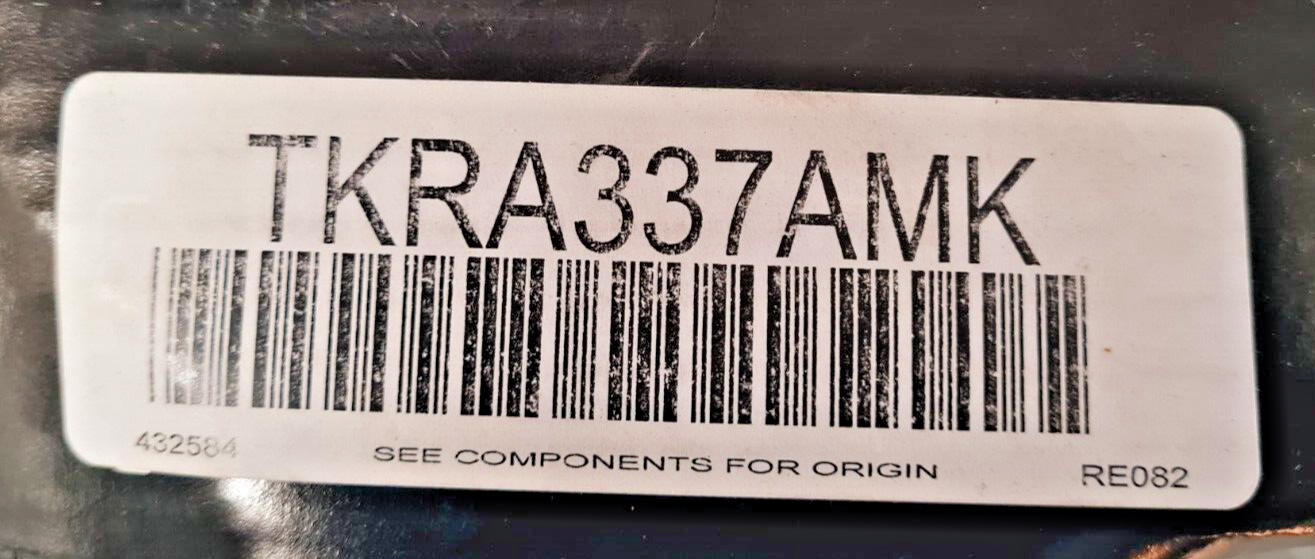 TKRA337AMK
432584 SEE COMPONENTS FOR ORIGIN RE082